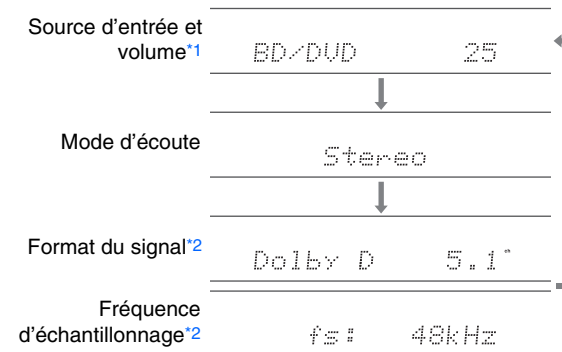 Source d'entrée et
volume*1
BD/DVD 25
Mode d'écoute
Stereo
Format du signal*2
Dolby D 5.1
Fréquence
d'échantillonnage*2
fs: 48kHz